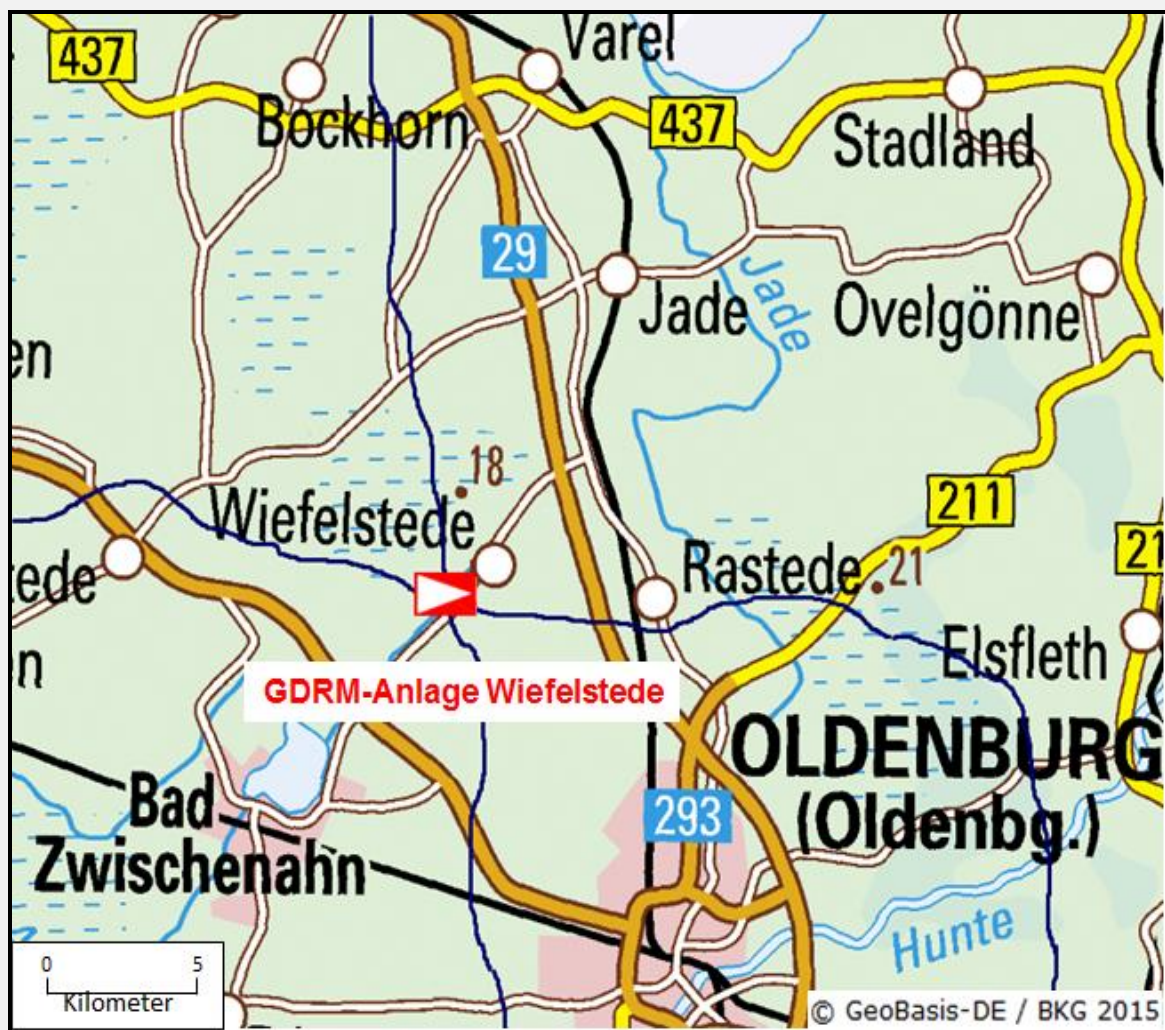 Varel
437
Bockhorn
437
Stadland
29
Jade
Jade
Ovelgönne
en
18
Wiefelstede
211
21
tede
Rastede
21
n
Elsfleth
GDRM-Anlage Wiefelstede
OLDENBURG
(Oldenbg.)
293
Bad
Zwischenahn
Hunte
0 5
Kilometer
© GeoBasis-DE / BKG 2015